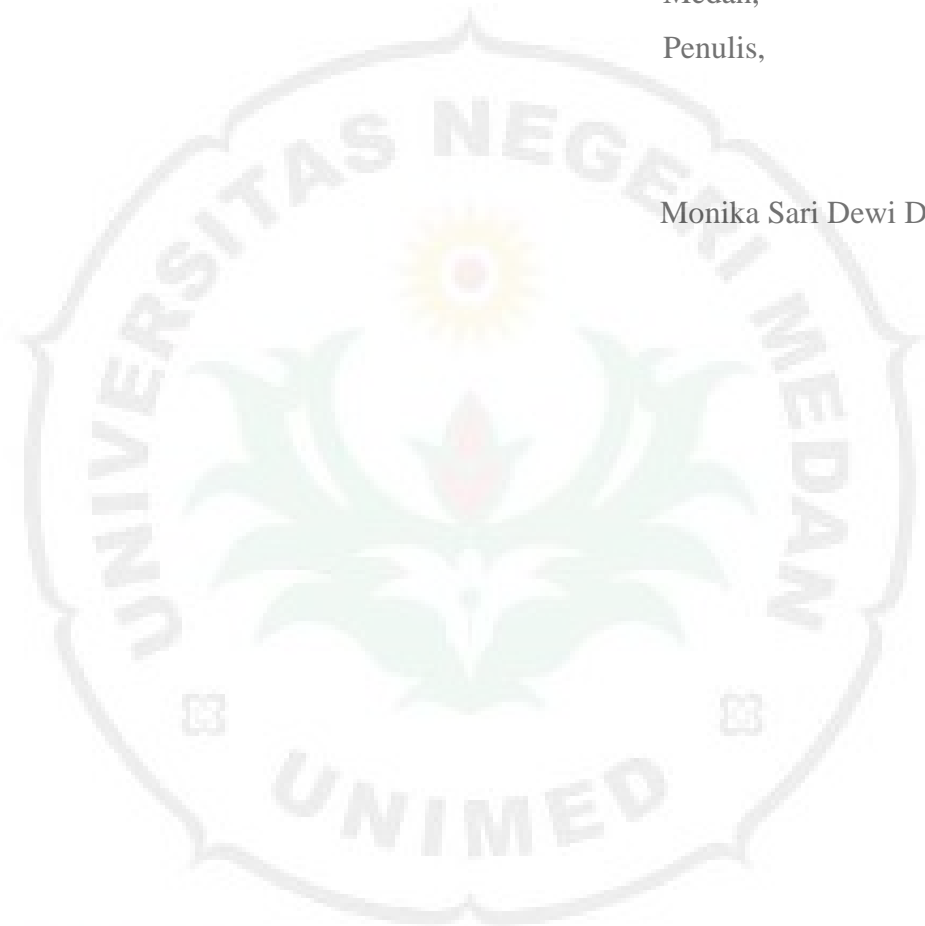 Medan,
Penulis,
Monika Sari Dewi D
UNIVERSITAS NEGERI MEDAN
UNIMED